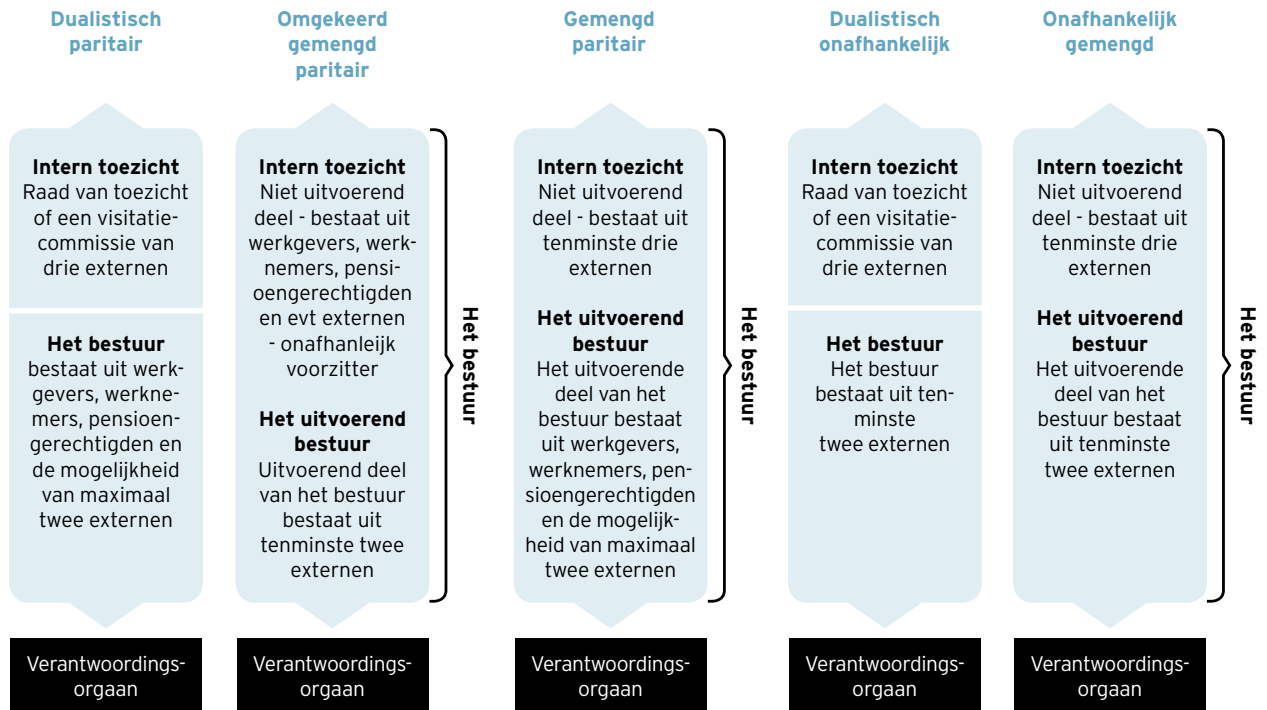 Dualistisch
paritair
Intern toezicht
Raad van toezicht
of een visitatie-
commissie van
drie externen
Het bestuur
bestaat uit werk-
gevers, werkne-
mers, pensioen-
gerechtigden en
de mogelijkheid
van maximaal
twee externen
Verantwoordings-
orgaan
Omgekeerd
gemengd
paritair
Intern toezicht
Niet uitvoerend
deel - bestaat uit
werkgevers, werk-
nemers, pensi-
oengerechtigden
en evt externen
- onafhanleijk
voorzitter
Het uitvoerend
bestuur
Uitvoerend deel
van het bestuur
bestaat uit
tenminste twee
externen
Het bestuur
Verantwoordings-
orgaan
Gemengd
paritair
Intern toezicht
Niet uitvoerend
deel - bestaat uit
tenminste drie
externen
Het uitvoerend
bestuur
Het uitvoerende
deel van het
bestuur bestaat
uit werkgevers,
werknemers, pen-
sioengerechtigden
en de mogelijk-
heid van maximaal
twee externen
Het bestuur
Verantwoordings-
orgaan
Dualistisch
onafhankelijk
Intern toezicht
Raad van toezicht
of een visitatie-
commissie van
drie externen
Het bestuur
Het bestuur
bestaat uit ten-
minste
twee externen
Verantwoordings-
orgaan
Onafhankelijk
gemengd
Intern toezicht
Niet uitvoerend
deel - bestaat uit
tenminste drie
externen
Het uitvoerend
bestuur
Het uitvoerende
deel van het
bestuur bestaat
uit tenminste
twee externen
Het bestuur
Verantwoordings-
orgaan